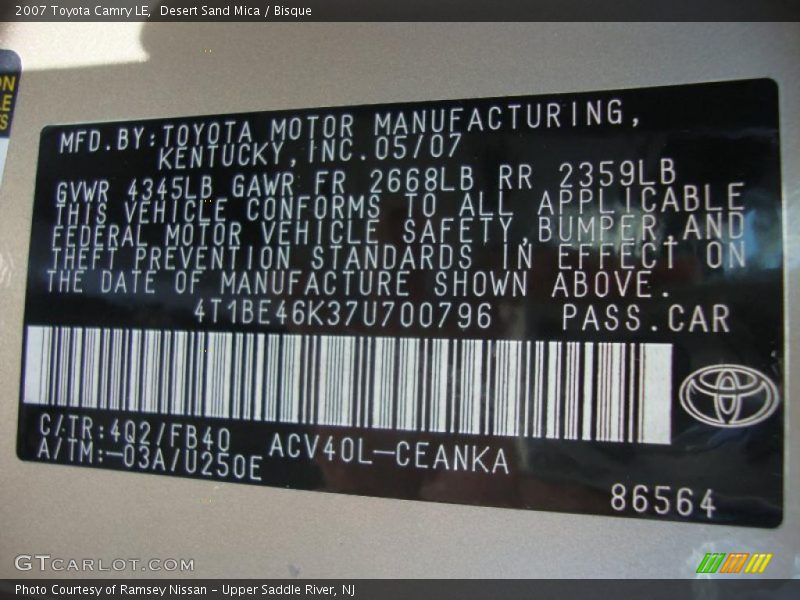 2007 Toyota Camry LE, Desert Sand Mica / Bisque
MFD.BY:TOYOTA MOTOR MANUFACTURING,
KENTUCKY,INC.05/07
GVWR 4345LB GAWR FR 2668LB RR 2359LB
THIS VEHICLE CONFORMS TO ALL APPLICABLE
FEDERAL MOTOR VEHICLE SAFETY,BUMPER,AND
THEFT PREVENTION STANDARDS IN EFFECT ON
THE DATE OF MANUFACTURE SHOWN ABOVE.
4T1BE46K37U700796 PASS.CAR
C/TR:4Q2/FB40 ACV40L-CEANKA
A/TM:-03A/U250E
86564
GTCARLOT.COM
Photo Courtesy of Ramsey Nissan - Upper Saddle River, NJ